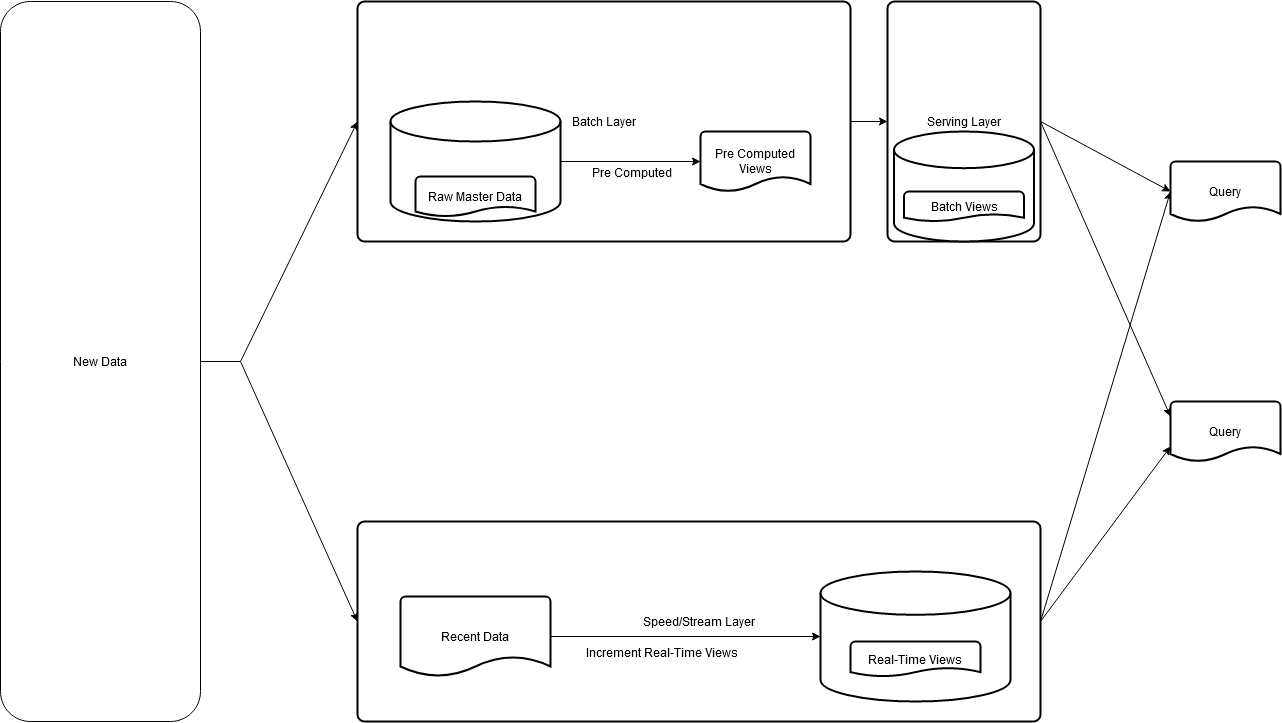 New Data
Batch Layer
Pre Computed
Raw Master Data
Pre Computed
Views
Serving Layer
Batch Views
Query
Query
Speed/Stream Layer
Recent Data
Increment Real-Time Views
Real-Time Views